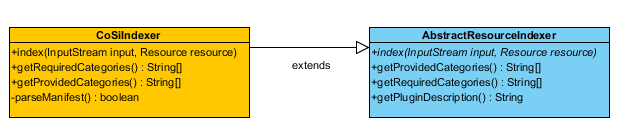 CoSiIndexer
+index(InputStream input, Resource resource)
+getRequiredCategories() : String[]
+getProvidedCategories() : String[]
-parseManifest() : boolean
extends
AbstractResourceIndexer
+index(InputStream input, Resource resource)
+getProvidedCategories() : String[]
+getRequiredCategories() : String[]
+getPluginDescription() : String